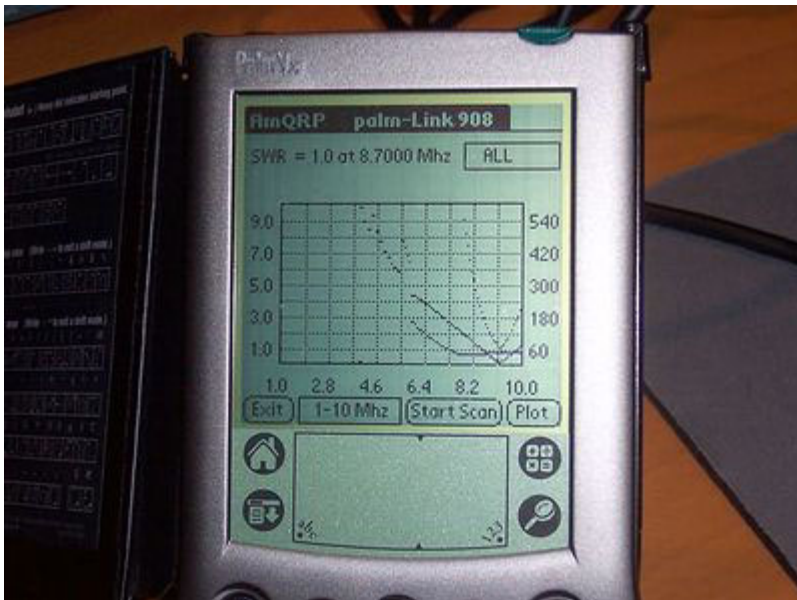 AmQRP palm-Link 908
SWR = 1.0 at 8.7000 Mhz ALL
9.0 540
7.0 420
5.0 300
3.0 180
1.0 60
1.0 2.8 4.6 6.4 8.2 10.0
Exit 1-10 Mhz Start Scan Plot
abc 123